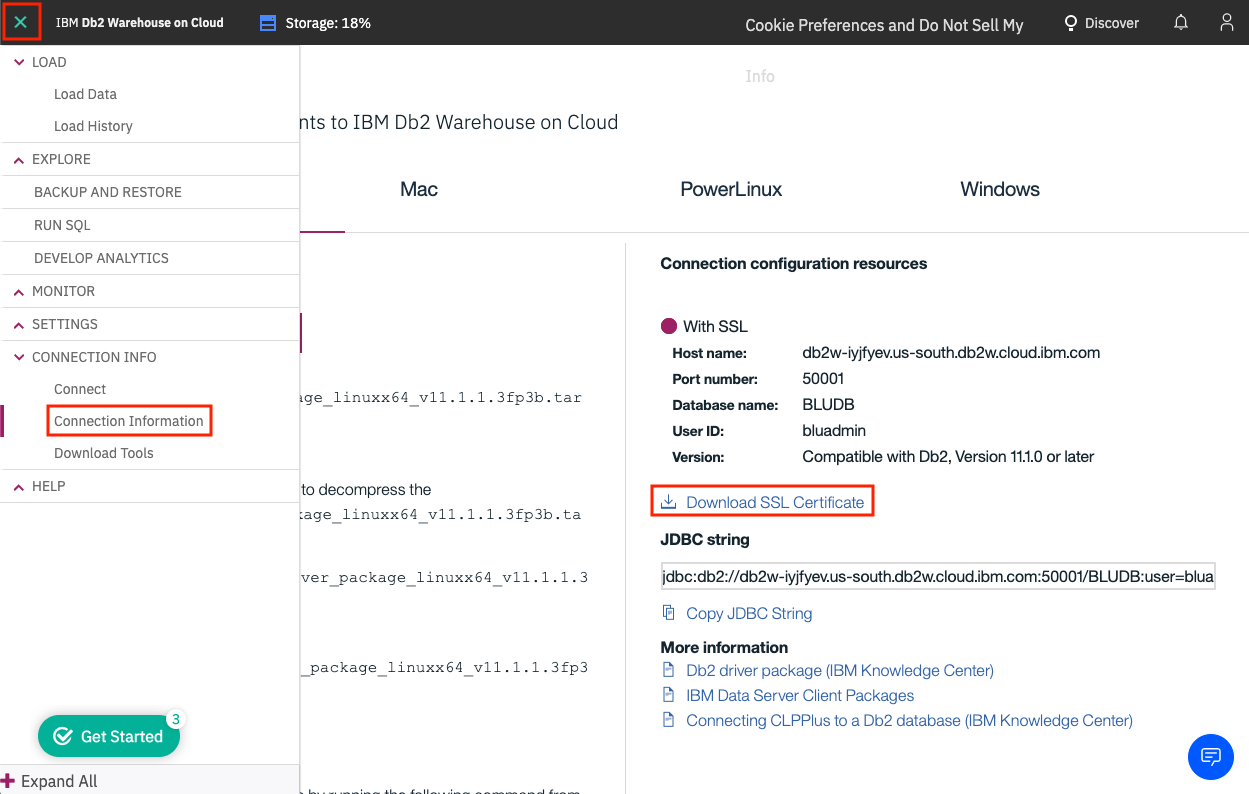 IBM Db2 Warehouse on Cloud
Storage: 18%
Cookie Preferences and Do Not Sell My
Info
Discover
LOAD
Load Data
Load History
EXPLORE
BACKUP AND RESTORE
RUN SQL
DEVELOP ANALYTICS
MONITOR
SETTINGS
CONNECTION INFO
Connect
Connection Information
Download Tools
HELP
Get Started
3
Expand All
nts to IBM Db2 Warehouse on Cloud
Mac
PowerLinux
Windows
age_linuxx64_v11.1.1.3fp3b.tar
to decompress the
kage_linuxx64_v11.1.1.3fp3b.ta
ver_package_linuxx64_v11.1.1.3
_package_linuxx64_v11.1.1.3fp3
by running the following command from
Connection configuration resources
With SSL
Host name: db2w-iyjfyev.us-south.db2w.cloud.ibm.com
Port number: 50001
Database name: BLUDB
User ID: bluadmin
Version: Compatible with Db2, Version 11.1.0 or later
Download SSL Certificate
JDBC string
jdbc:db2://db2w-iyjfyev.us-south.db2w.cloud.ibm.com:50001/BLUDB:user=blua
Copy JDBC String
More information
Db2 driver package (IBM Knowledge Center)
IBM Data Server Client Packages
Connecting CLPPlus to a Db2 database (IBM Knowledge Center)